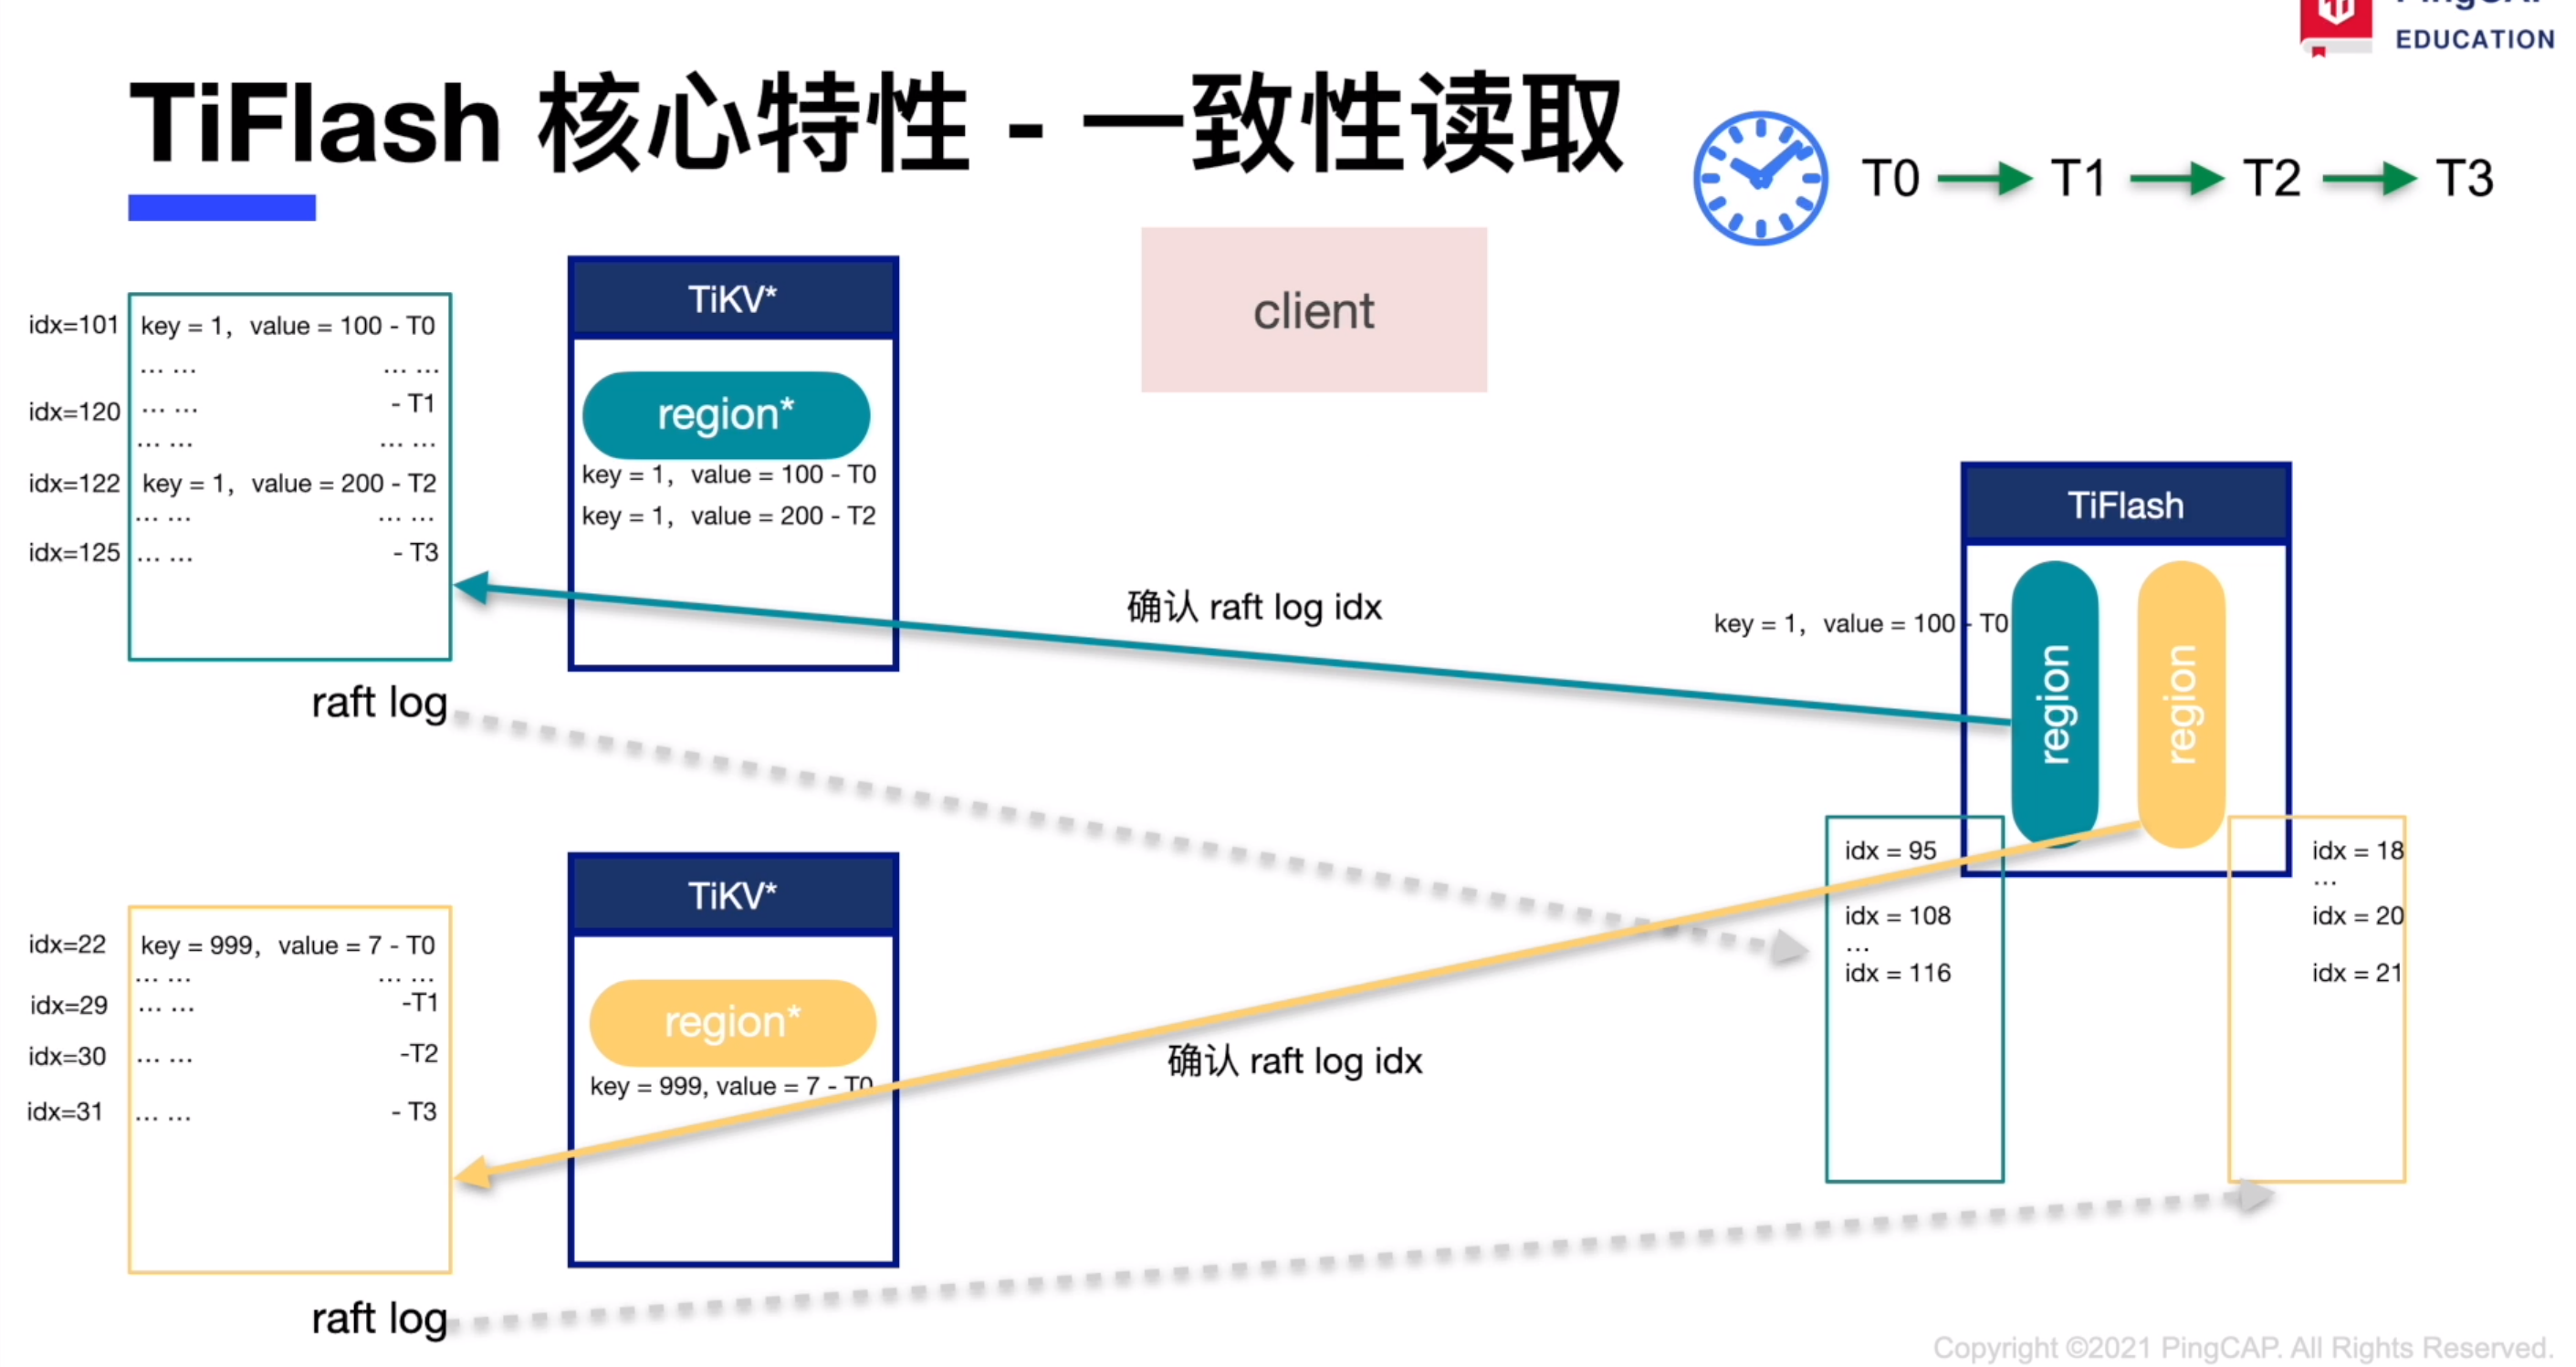 EDUCATION
TiFlash 核心特性 - 一致性读取
T0 T1 T2 T3
client
TiKV*
region*
key = 1, value = 100 - T0
key = 1, value = 200 - T2
idx=101 key = 1, value = 100 - T0
... ... ... ...
idx=120 ... ... - T1
... ... ... ...
idx=122 key = 1, value = 200 - T2
... ... ... ...
idx=125 ... ... - T3
raft log
确认 raft log idx
TiFlash
key = 1, value = 100 - T0
region
region
idx = 95
idx = 108
...
idx = 116
idx = 18
...
idx = 20
idx = 21
TiKV*
region*
key = 999, value = 7 - T0
idx=22 key = 999, value = 7 - T0
... ... ... ...
idx=29 ... ... -T1
idx=30 ... ... -T2
idx=31 ... ... - T3
raft log
确认 raft log idx
Copyright ©2021 PingCAP. All Rights Reserved.